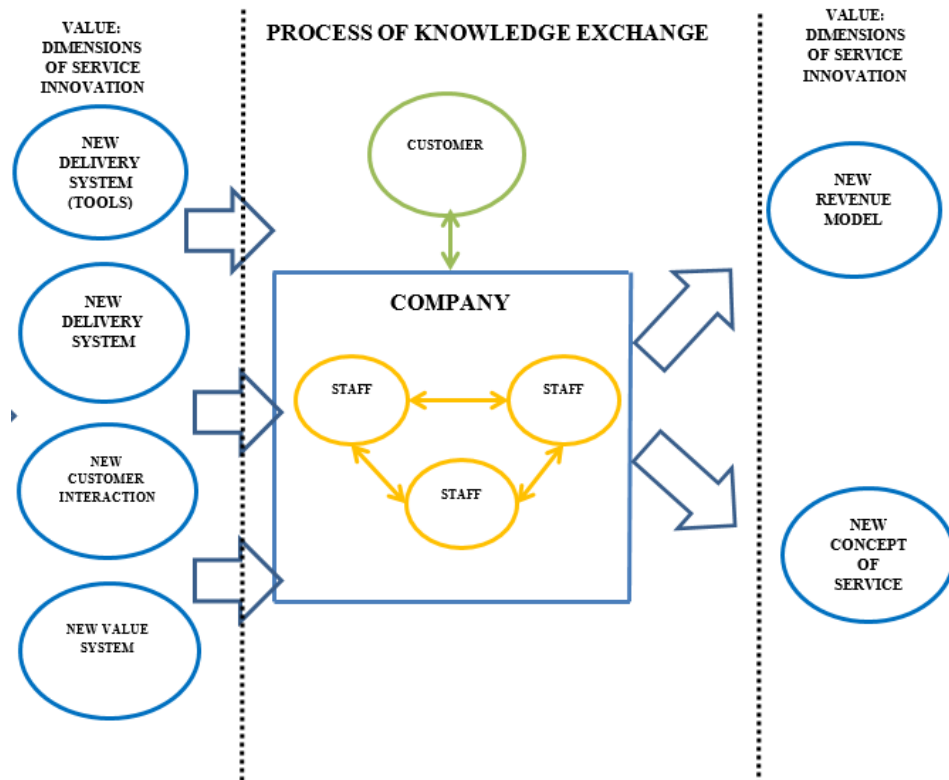 VALUE:
DIMENSIONS
OF SERVICE
INNOVATION
NEW
DELIVERY
SYSTEM
(TOOLS)
NEW
DELIVERY
SYSTEM
NEW
CUSTOMER
INTERACTION
NEW VALUE
SYSTEM
PROCESS OF KNOWLEDGE EXCHANGE
CUSTOMER
COMPANY
STAFF
STAFF
STAFF
VALUE:
DIMENSIONS
OF SERVICE
INNOVATION
NEW
REVENUE
MODEL
NEW
CONCEPT
OF
SERVICE